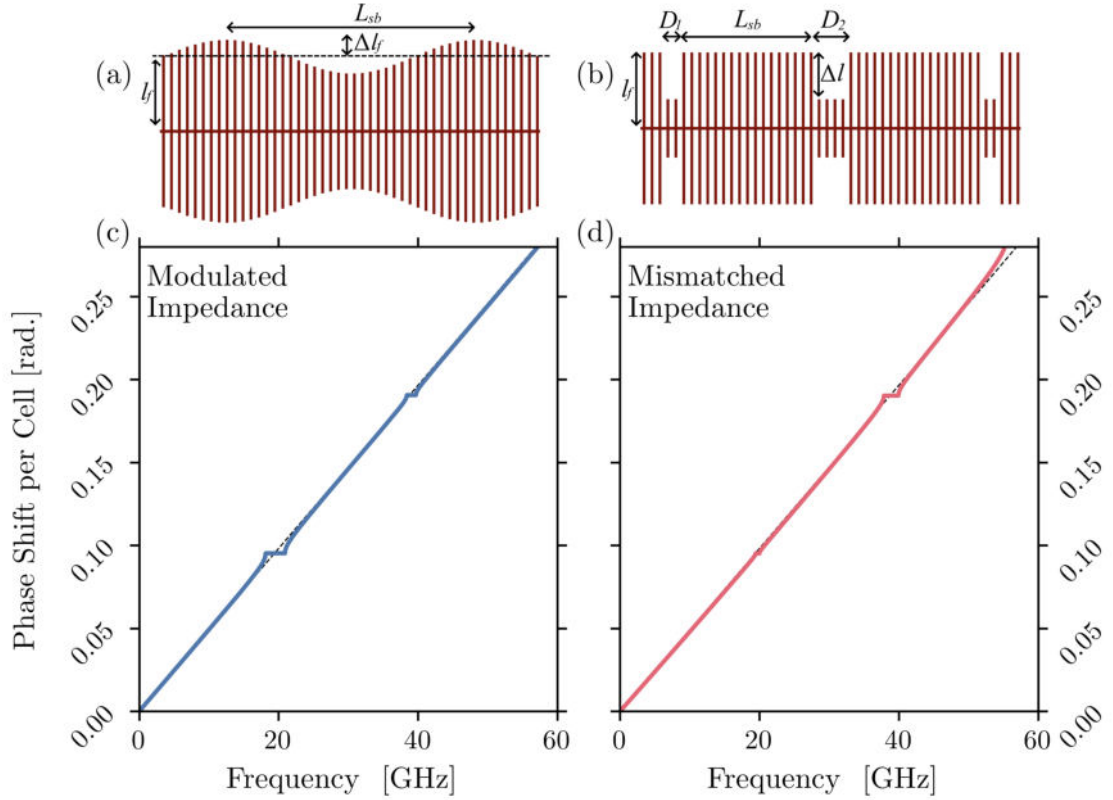 (a)
L_sb
Δl_f
l_f
(b)
D_1
L_sb
D_2
Δl
l_f
(c)
Modulated
Impedance
(d)
Mismatched
Impedance
Phase Shift per Cell [rad.]
0.25
0.20
0.15
0.10
0.05
0.00
0.25
0.20
0.15
0.10
0.05
0.00
0
20
40
60
0
20
40
60
Frequency [GHz]
Frequency [GHz]